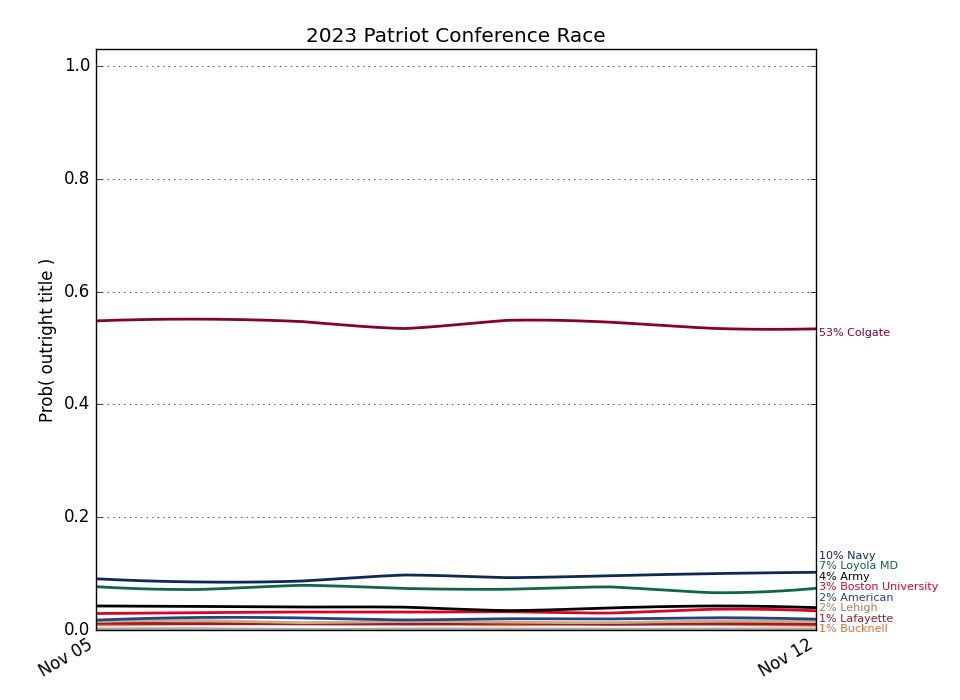 2023 Patriot Conference Race
Prob( outright title )
1.0
0.8
0.6
0.4
0.2
0.0
Nov 05
Nov 12
53% Colgate
10% Navy
7% Loyola MD
4% Army
3% Boston University
2% American
2% Lehigh
1% Lafayette
1% Bucknell